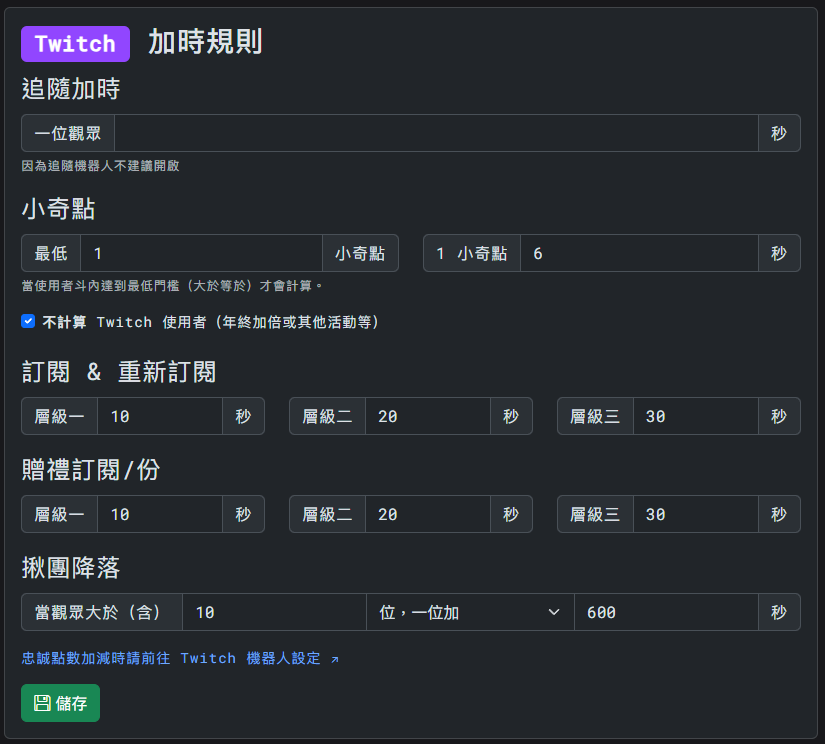 Twitch 加時規則
追隨加時
一位觀眾 秒
因為追隨機器人不建議開啟
小奇點
最低 1 小奇點 1 小奇點 6 秒
當使用者斗內達到最低門檻（大於等於）才會計算。
不計算 Twitch 使用者（年終加倍或其他活動等）
訂閱 & 重新訂閱
層級一 10 秒 層級二 20 秒 層級三 30 秒
贈禮訂閱/份
層級一 10 秒 層級二 20 秒 層級三 30 秒
揪團降落
當觀眾大於（含） 10 位，一位加 600 秒
忠誠點數加減時請前往 Twitch 機器人設定 ↗
儲存